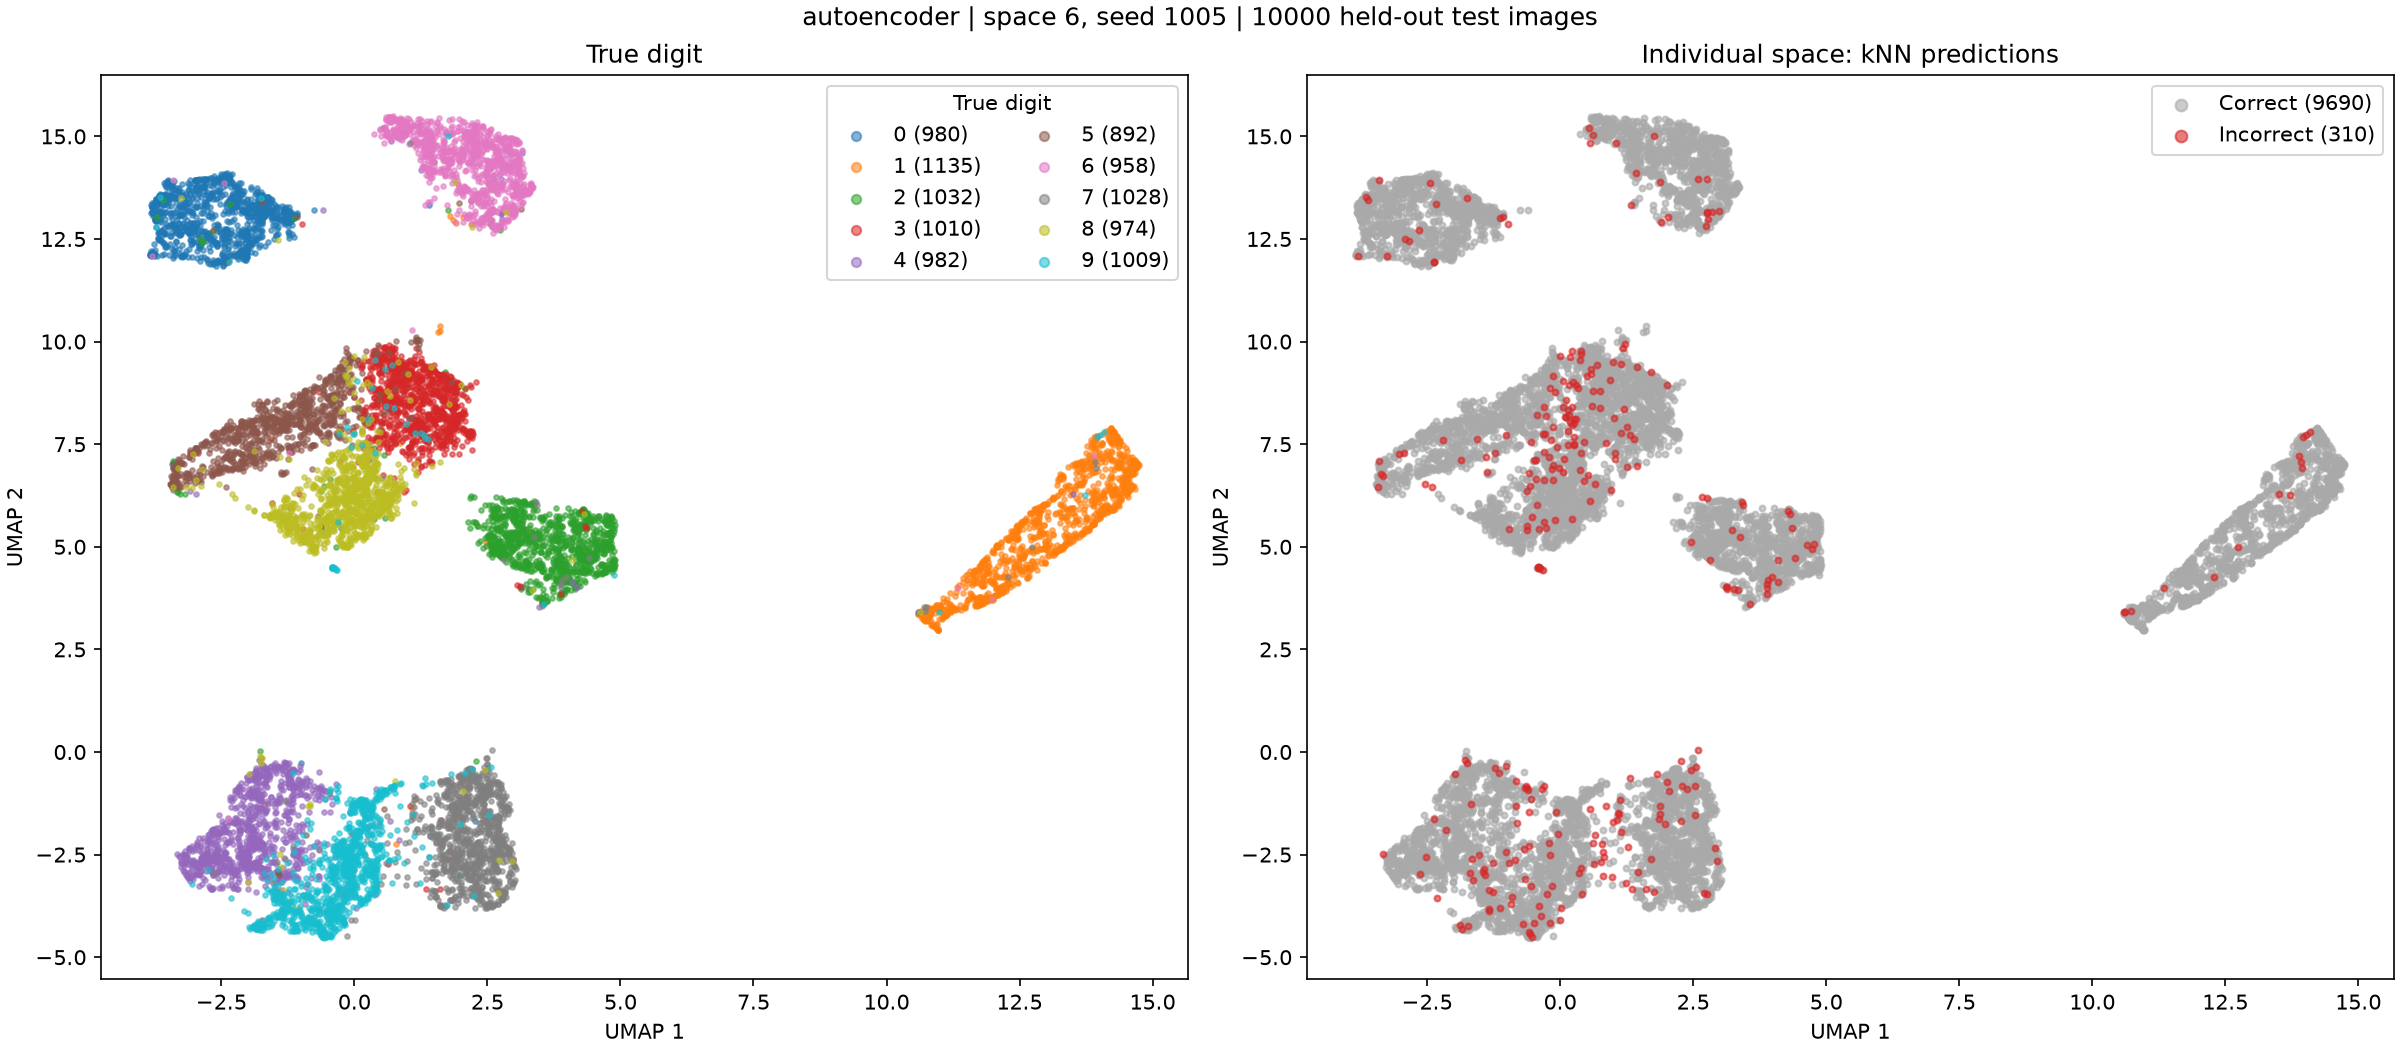 autoencoder | space 6, seed 1005 | 10000 held-out test images
True digit
True digit
0 (980)
1 (1135)
2 (1032)
3 (1010)
4 (982)
5 (892)
6 (958)
7 (1028)
8 (974)
9 (1009)
15.0
12.5
10.0
7.5
5.0
2.5
0.0
−2.5
−5.0
UMAP 2
−2.5 0.0 2.5 5.0 7.5 10.0 12.5 15.0
UMAP 1
Individual space: kNN predictions
Correct (9690)
Incorrect (310)
15.0
12.5
10.0
7.5
5.0
2.5
0.0
−2.5
−5.0
UMAP 2
−2.5 0.0 2.5 5.0 7.5 10.0 12.5 15.0
UMAP 1